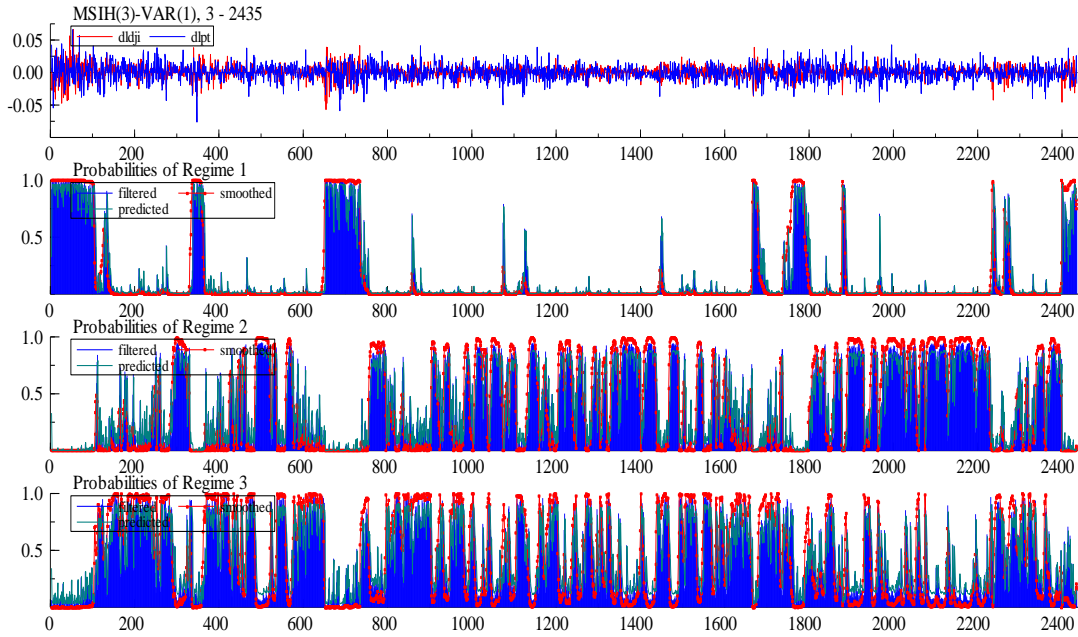 MSIH(3)-VAR(1), 3 - 2435
dldji dlpt
0.05
0.00
-0.05
0 200 400 600 800 1000 1200 1400 1600 1800 2000 2200 2400
Probabilities of Regime 1
1.0
filtered smoothed
predicted
0.5
0 200 400 600 800 1000 1200 1400 1600 1800 2000 2200 2400
Probabilities of Regime 2
1.0
filtered smoothed
predicted
0.5
0 200 400 600 800 1000 1200 1400 1600 1800 2000 2200 2400
Probabilities of Regime 3
1.0
filtered smoothed
predicted
0.5
0 200 400 600 800 1000 1200 1400 1600 1800 2000 2200 2400